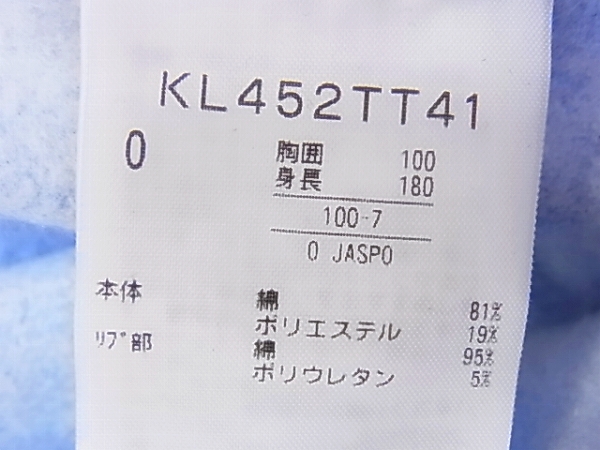 KL452TT41
0 胸囲 100
身長 180
100-7
0 JASPO
本体 綿 81%
ポリエステル 19%
リブ部 綿 95%
ポリウレタン 5%